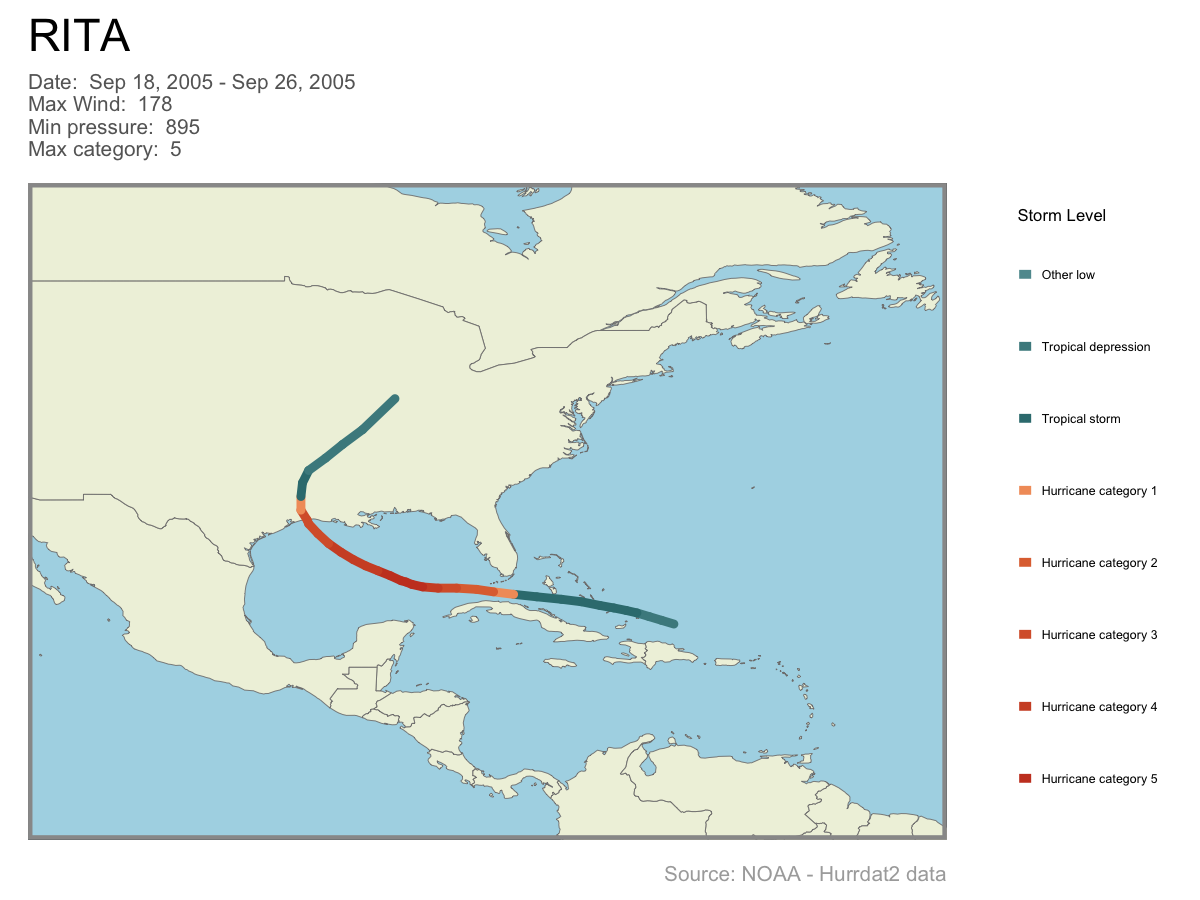 RITA
Date:  Sep 18, 2005 - Sep 26, 2005
Max Wind:  178
Min pressure:  895
Max category:  5
Storm Level
Other low
Tropical depression
Tropical storm
Hurricane category 1
Hurricane category 2
Hurricane category 3
Hurricane category 4
Hurricane category 5
Source: NOAA - Hurrdat2 data